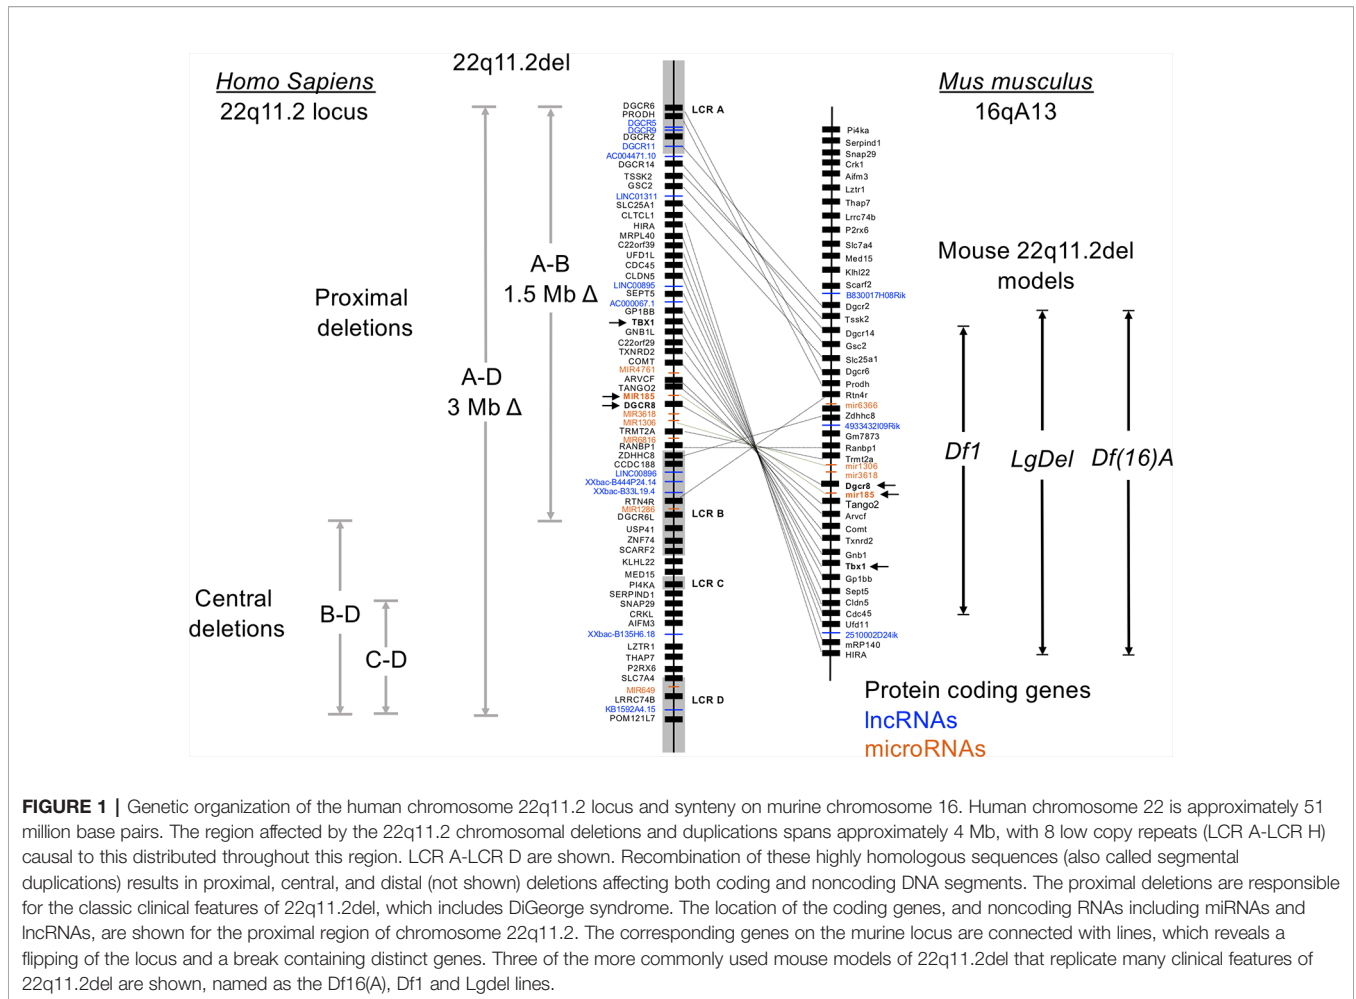 22q11.2del
Homo Sapiens
22q11.2 locus
Mus musculus
16qA13
Proximal
deletions
Central
deletions
A-D
3 Mb Δ
A-B
1.5 Mb Δ
B-D
C-D
DGCR6
PRODH
DGCR5
DGCR9
DGCR2
DGCR11
AC004471.10
DGCR14
TSSK2
GSC2
LINC01311
SLC25A1
CLTCL1
HIRA
MRPL40
C22orf39
UFD1L
CDC45
CLDN5
LINC00895
SEPT5
AC000067.1
GP1BB
TBX1
GNB1L
C22orf29
TXNRD2
COMT
MIR4761
ARVCF
TANGO2
MIR185
DGCR8
MIR3618
MIR1306
TRMT2A
MIR6816
RANBP1
ZDHHC8
CCDC188
LINC00896
XXbac-B444P24.14
XXbac-B33L19.4
RTN4R
MIR1286
DGCR6L
USP41
ZNF74
SCARF2
KLHL22
MED15
PI4KA
SERPIND1
SNAP29
CRKL
AIFM3
XXbac-B135H6.18
LZTR1
THAP7
P2RX6
SLC7A4
MIR649
LRRC74B
KB1592A4.15
POM121L7
LCR A
LCR B
LCR C
LCR D
Pi4ka
Serpind1
Snap29
Crk1
Aifm3
Lztr1
Thap7
Lrrc74b
P2rx6
Slc7a4
Med15
Klhl22
Scarf2
B830017H08Rik
Dgcr2
Tssk2
Dgcr14
Gsc2
Slc25a1
Dgcr6
Prodh
Rtn4r
mir6366
Zdhhc8
4933432I09Rik
Gm7873
Ranbp1
Trmt2a
mir1306
mir3618
Dgcr8
mir185
Tango2
Arvcf
Comt
Txnrd2
Gnb1
Tbx1
Gp1bb
Sept5
Cldn5
Cdc45
Ufd11
2510002D24ik
mRP140
HIRA
Mouse 22q11.2del
models
Df1
LgDel
Df(16)A
Protein coding genes
lncRNAs
microRNAs
FIGURE 1 | Genetic organization of the human chromosome 22q11.2 locus and synteny on murine chromosome 16. Human chromosome 22 is approximately 51
million base pairs. The region affected by the 22q11.2 chromosomal deletions and duplications spans approximately 4 Mb, with 8 low copy repeats (LCR A-LCR H)
causal to this distributed throughout this region. LCR A-LCR D are shown. Recombination of these highly homologous sequences (also called segmental
duplications) results in proximal, central, and distal (not shown) deletions affecting both coding and noncoding DNA segments. The proximal deletions are responsible
for the classic clinical features of 22q11.2del, which includes DiGeorge syndrome. The location of the coding genes, and noncoding RNAs including miRNAs and
lncRNAs, are shown for the proximal region of chromosome 22q11.2. The corresponding genes on the murine locus are connected with lines, which reveals a
flipping of the locus and a break containing distinct genes. Three of the more commonly used mouse models of 22q11.2del that replicate many clinical features of
22q11.2del are shown, named as the Df16(A), Df1 and Lgdel lines.